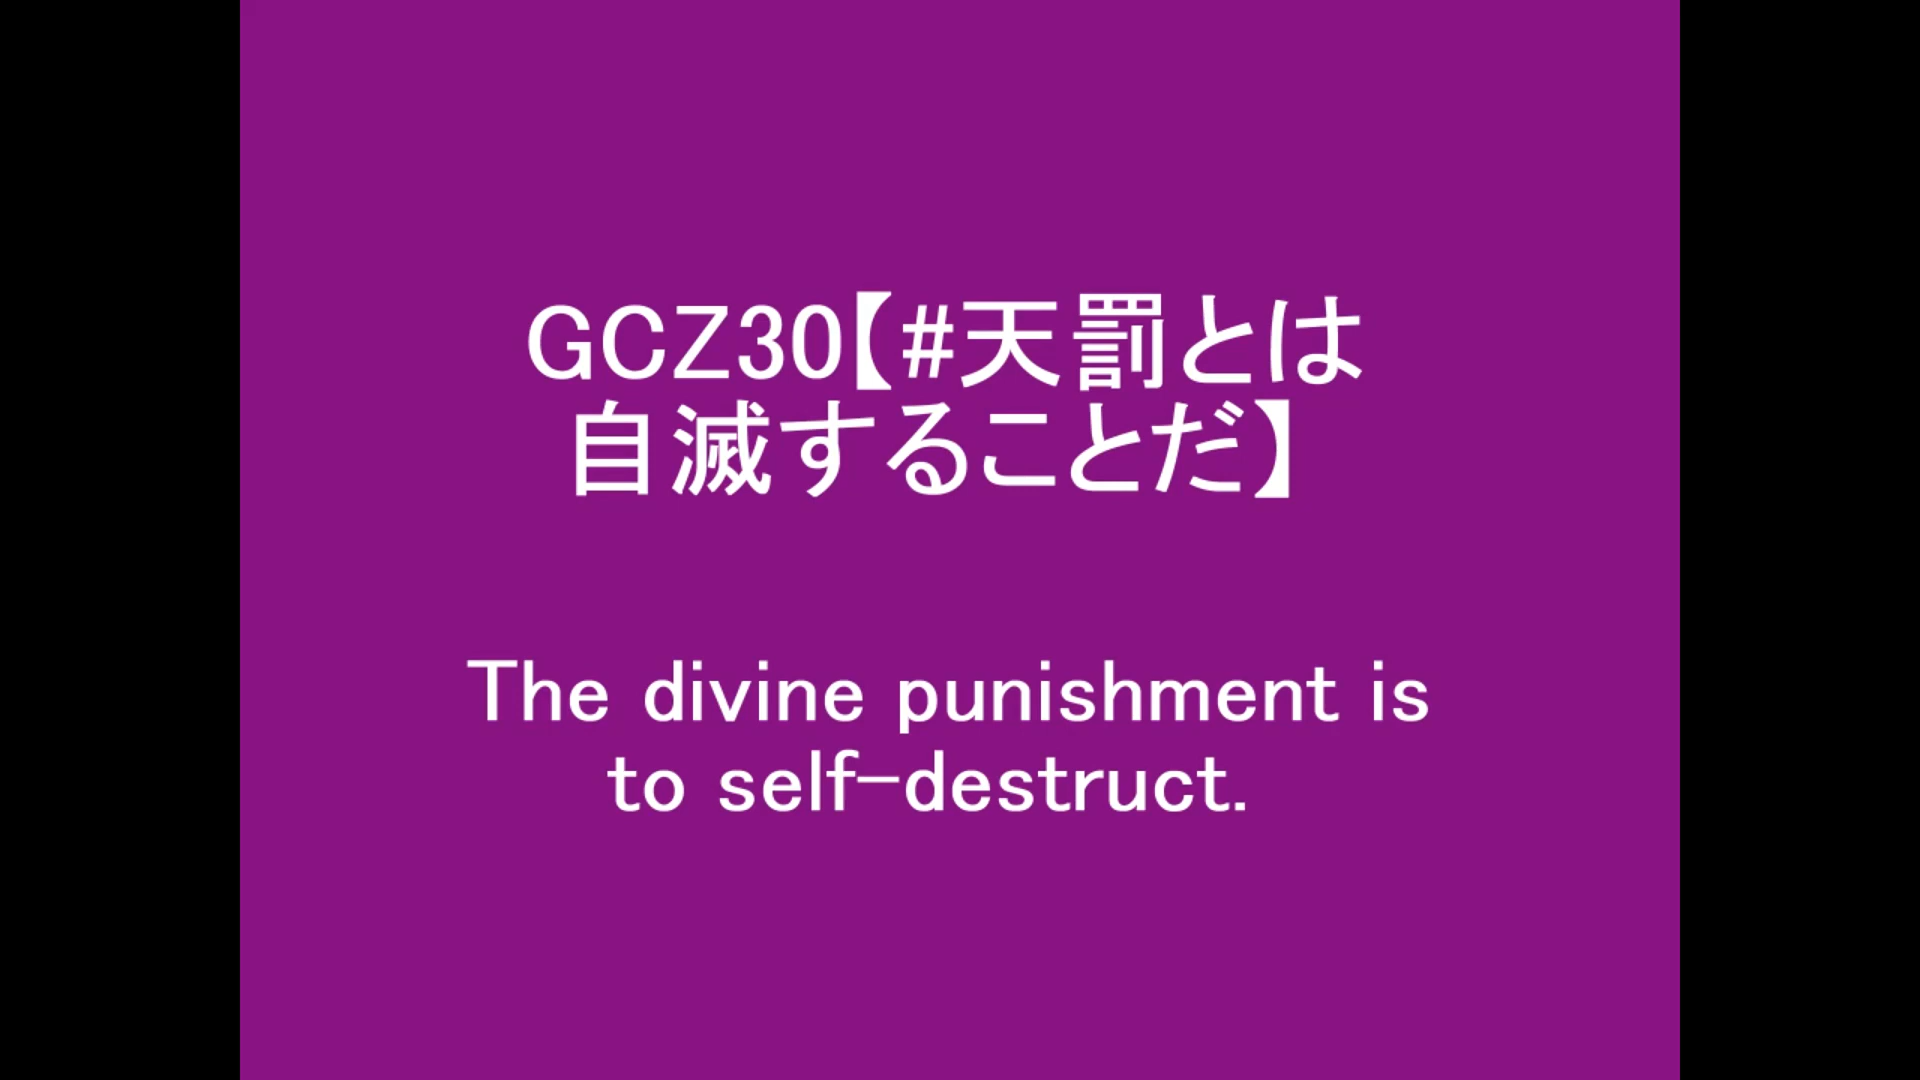 GCZ30【#天罰とは
自滅することだ】
The divine punishment is
to self-destruct.